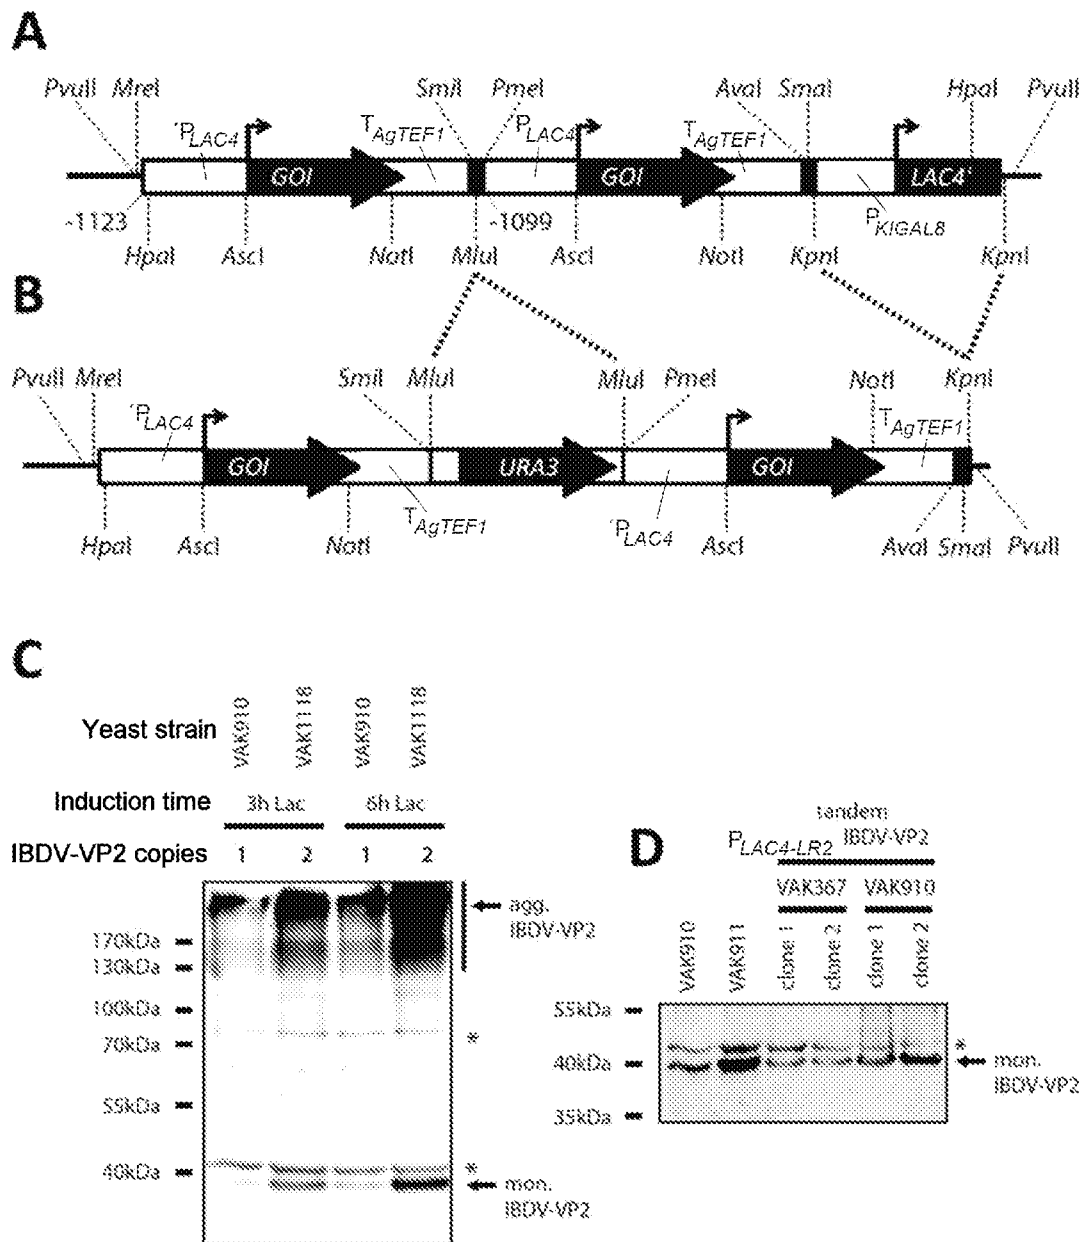 A
PvuII MreI SmiI PmeI AvaI SmaI HpaI PvuII
'PLAC4 TAgTEF1 'PLAC4 TAgTEF1
GOI GOI LAC4'
-1123 -1099 PKlGAL8
HpaI AscI NotI MluI AscI NotI KpnI KpnI
B
PvuII MreI SmiI MluI MluI PmeI NotI KpnI
'PLAC4 TAgTEF1
GOI URA3 GOI
TAgTEF1 'PLAC4
HpaI AscI NotI AscI AvaI SmaI PvuII
C
Yeast strain VAK910 VAK1118 VAK910 VAK1118
Induction time 3h Lac 6h Lac
IBDV-VP2 copies 1 2 1 2
agg.
IBDV-VP2
170kDa
130kDa
100kDa
70kDa *
55kDa
40kDa *
mon.
IBDV-VP2
D
tandem
PLAC4-LR2 IBDV-VP2
VAK367 VAK910
VAK910 VAK911 clone 1 clone 2 clone 1 clone 2
55kDa
*
40kDa mon.
IBDV-VP2
35kDa